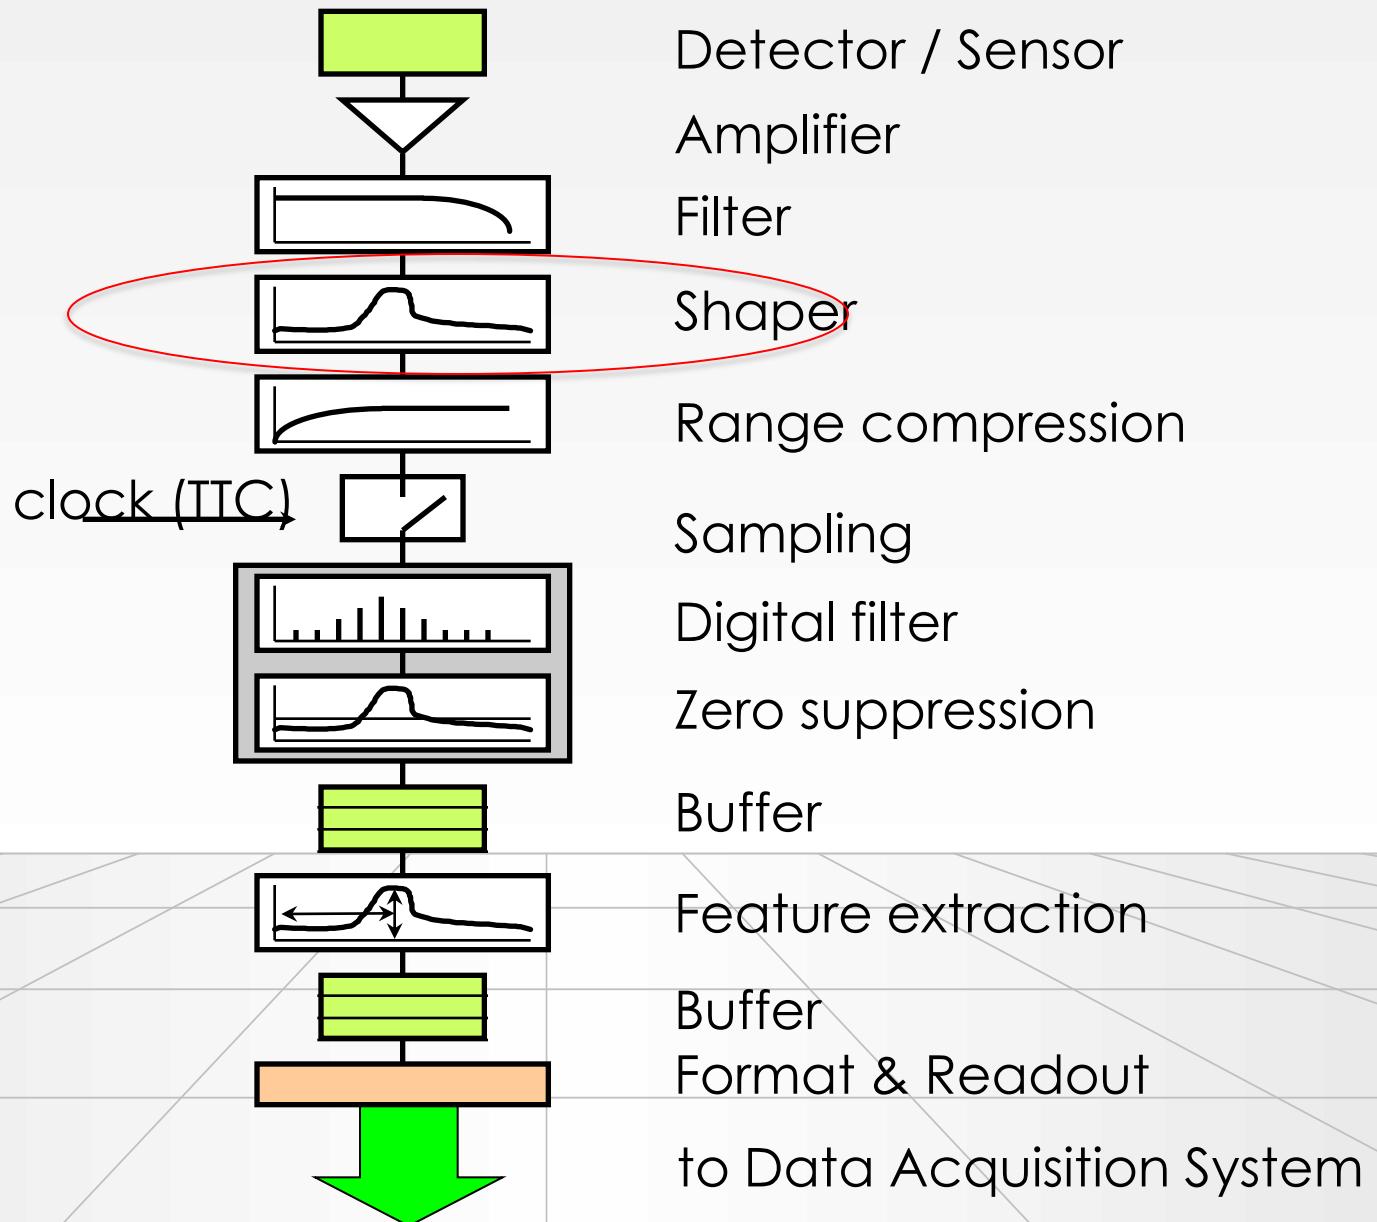 Detector / Sensor
Amplifier
Filter
Shaper
Range compression
clock (TTC)
Sampling
Digital filter
Zero suppression
Buffer
Feature extraction
Buffer
Format & Readout
to Data Acquisition System